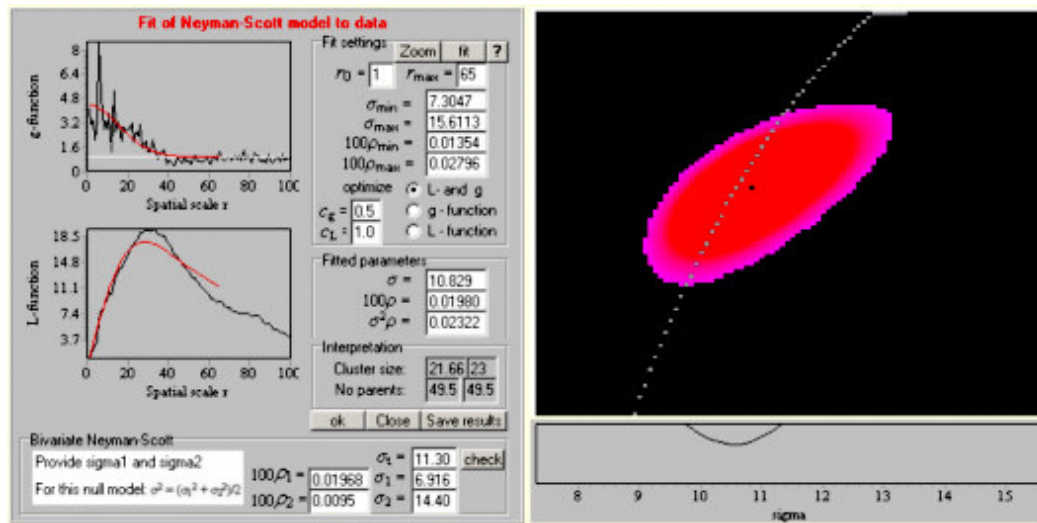 Fit of Neyman-Scott model to data
8
6.4
4.8
3.2
1.6
0
g-function
0 20 40 60 80 100
Spatial scale r
18.5
14.8
11.1
7.4
3.7
L-function
0 20 40 60 80 100
Spatial scale r
Fit settings
Zoom fit ?
r0 = 1 rmax = 65
σmin = 7.3047
σmax = 15.6113
100ρmin = 0.01354
100ρmax = 0.02796
optimize L- and g
cg = 0.5 g - function
cL = 1.0 L - function
Fitted parameters
σ = 10.829
100ρ = 0.01980
σ²ρ = 0.02322
Interpretation
Cluster size: 21.66 23
No parents: 49.5 49.5
ok Close Save results
Bivariate Neyman-Scott
Provide sigma1 and sigma2
For this null model: σ² = (σ1² + σ2²)/2
100ρ1 = 0.01968
100ρ2 = 0.0095
σt = 11.30 check
σ1 = 6.916
σ2 = 14.40
8 9 10 11 12 13 14 15
sigma